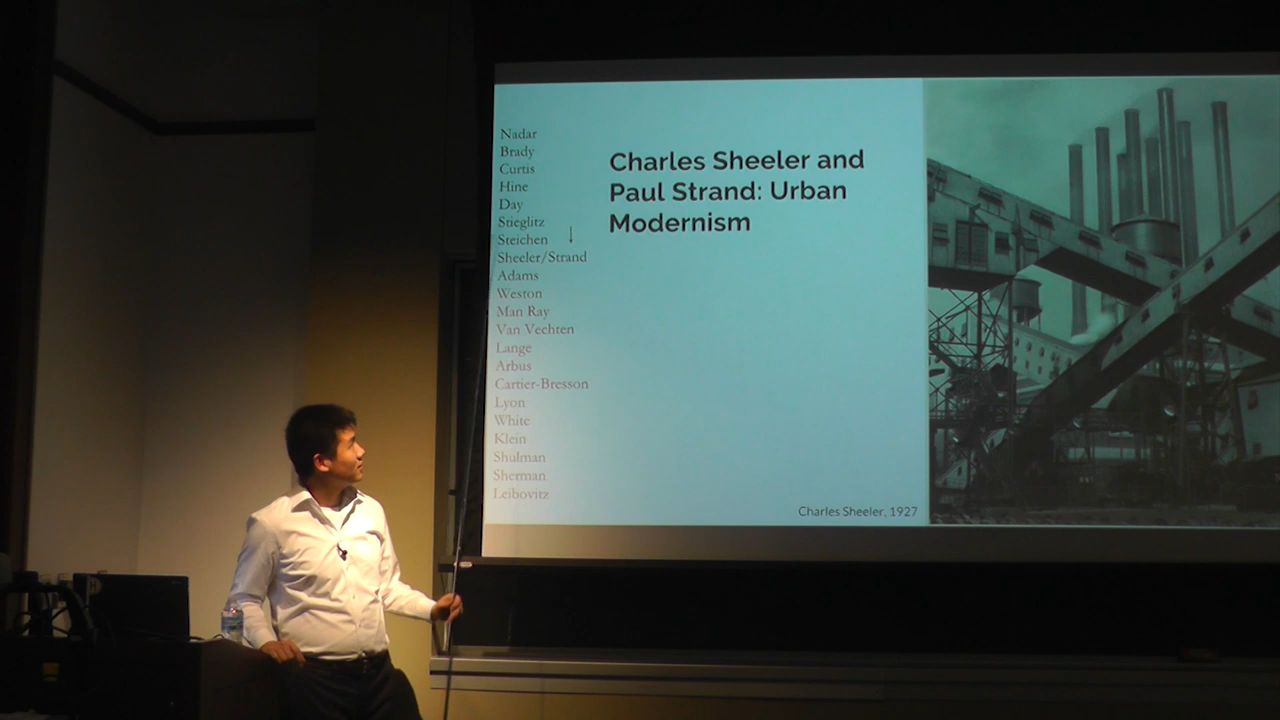 Nadar
Brady
Curtis
Hine
Day
Stieglitz
Steichen
Sheeler/Strand
Adams
Weston
Man Ray
Van Vechten
Lange
Arbus
Cartier-Bresson
Lyon
White
Klein
Shulman
Sherman
Leibovitz
Charles Sheeler and
Paul Strand: Urban
Modernism
Charles Sheeler, 1927